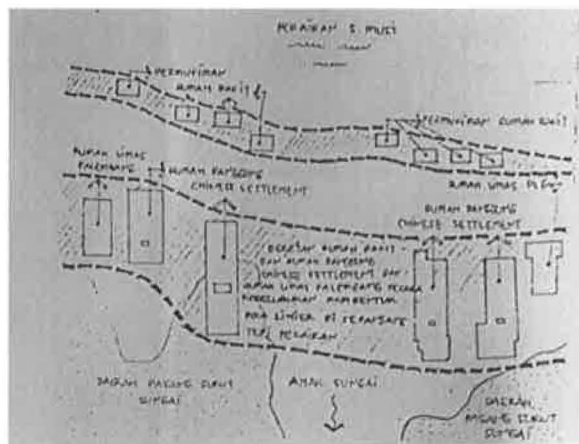 PERAIRAN S MUSI
PERMUKIMAN
RUMAH RAKIT
PERMUKIMAN RUMAH RAKIT
RUMAH LIMAS
PALEMBANG
RUMAH PANGGUNG
CHINESE SETTLEMENT
RUMAH LIMAS PLBG
RUMAH PANGGUNG
CHINESE SETTLEMENT
DERETAN RUMAH RAKIT
DAN RUMAH PANGGUNG
CHINESE SETTLEMENT DAN
RUMAH LIMAS PALEMBANG SECARA
KESELURUHAN MEMBENTUK
POLA LINIER DI SEPANJANG
TEPI PERAIRAN
DAERAH PASANG SURUT
SUNGAI
ANAK SUNGAI
DAERAH
PASANG SURUT
SUNGAI